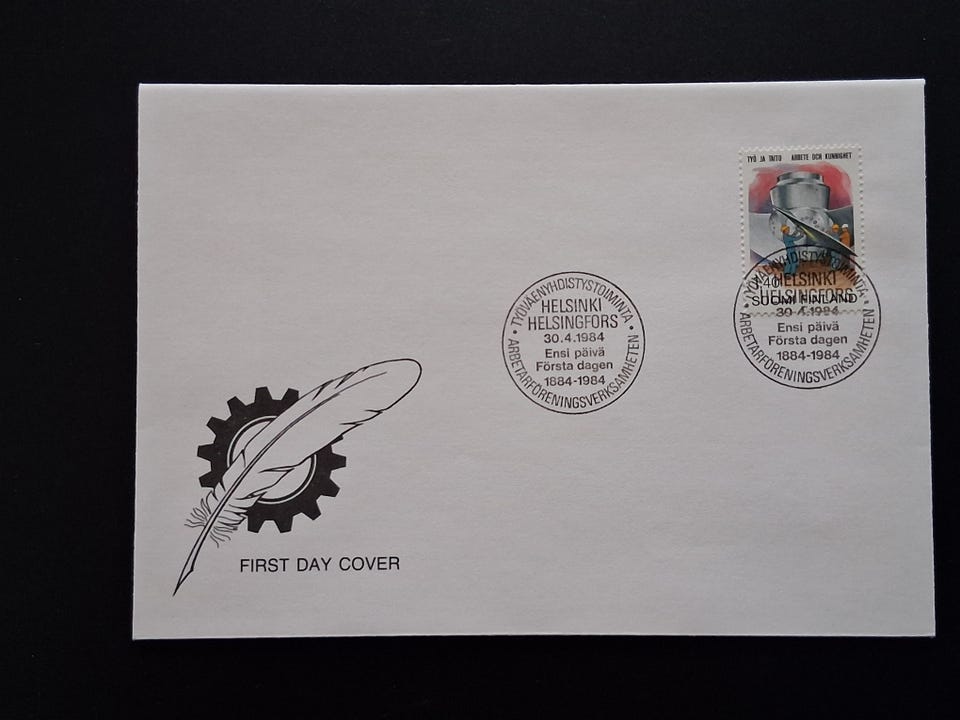 TYÖ JA TAITO ARBETE OCH KUNNIGHET
SUOMI FINLAND
TYÖVÄENYHDISTYSTOIMINTA
HELSINKI
HELSINGFORS
30.4.1984
Ensi päivä
Första dagen
1884-1984
ARBETARFÖRENINGSVERKSAMHETEN
TYÖVÄENYHDISTYSTOIMINTA
HELSINKI
HELSINGFORS
30.4.1984
Ensi päivä
Första dagen
1884-1984
ARBETARFÖRENINGSVERKSAMHETEN
FIRST DAY COVER